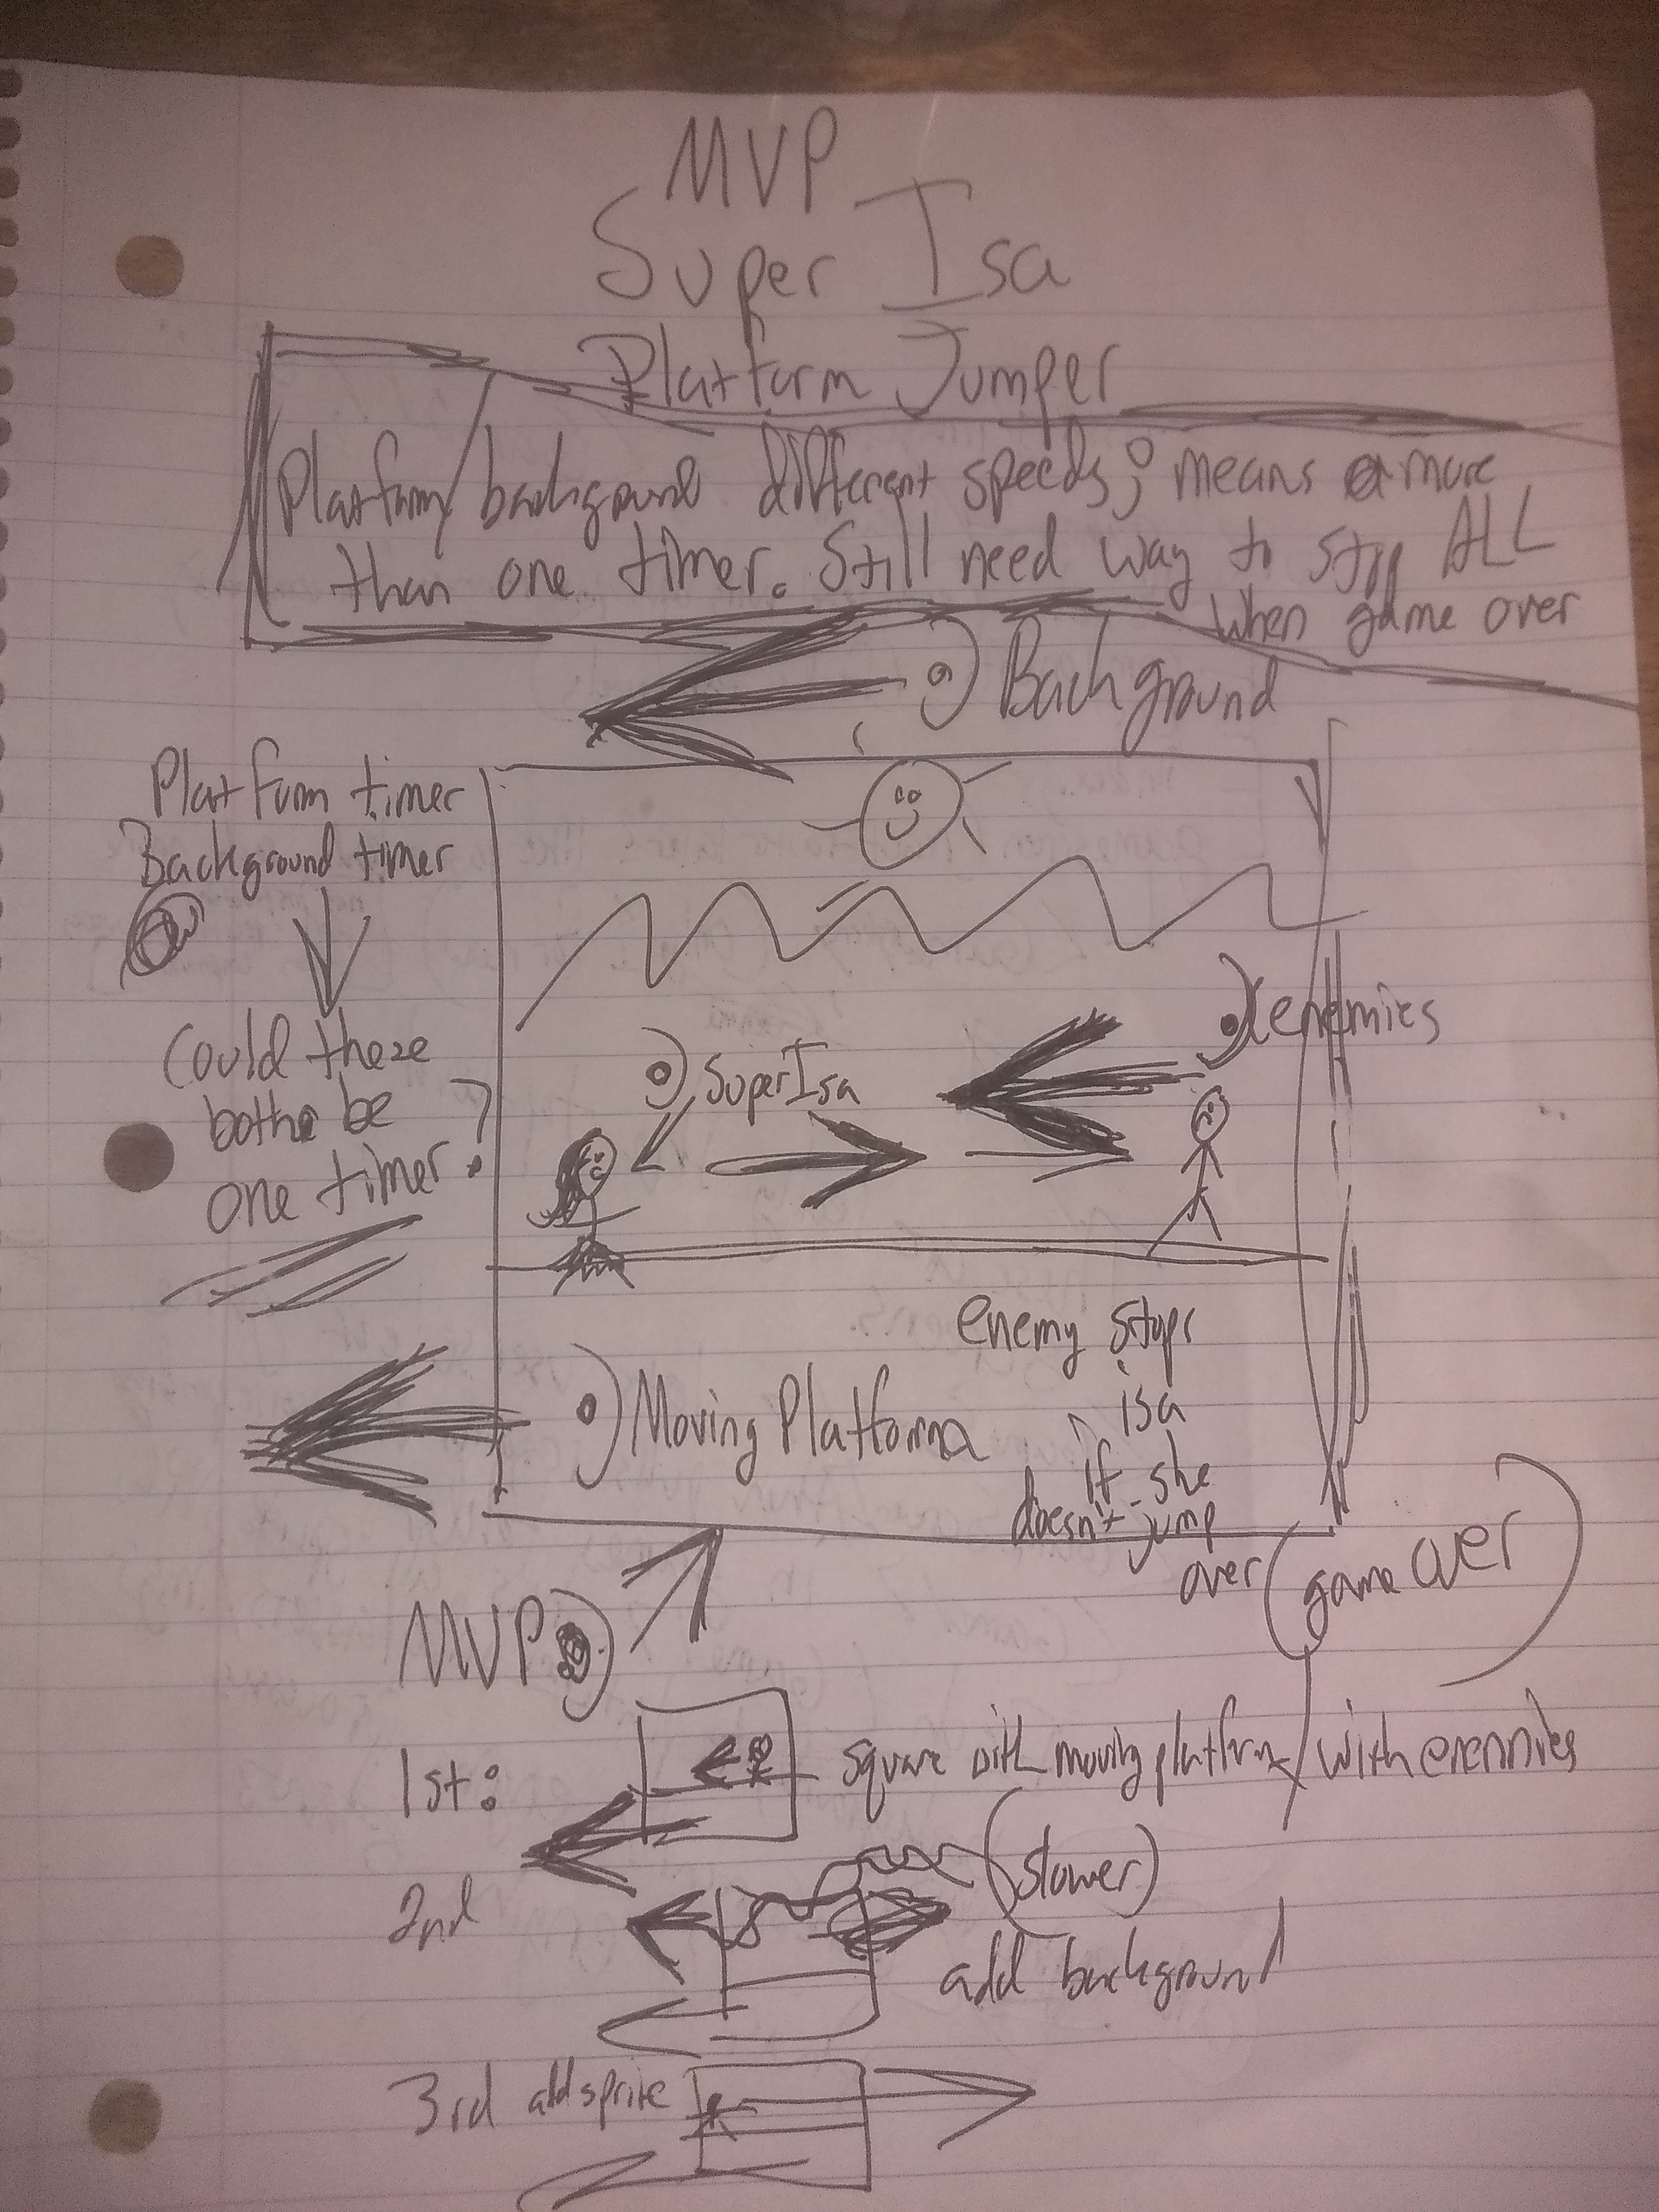 MVP
Super Isa
Platform Jumper
Platform/background different speeds; means more
than one timer. Still need way to stop ALL
when game over
Background
Platform timer
Background timer
Could these
both be
one timer?
enemies
SuperIsa
enemy stops
isa
if she
doesn't jump
over (game over)
Moving Platform
MVP
1st: square with moving platform/with enemies
2nd (slower)
add background
3rd add sprite